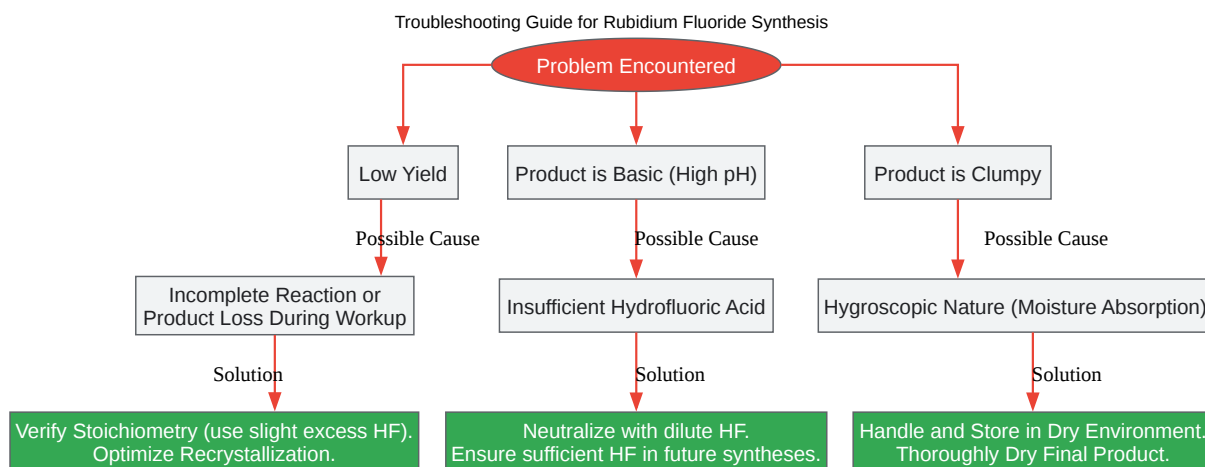 Troubleshooting Guide for Rubidium Fluoride Synthesis
Problem Encountered
Low Yield
Product is Basic (High pH)
Product is Clumpy
Possible Cause
Possible Cause
Possible Cause
Incomplete Reaction or
Product Loss During Workup
Insufficient Hydrofluoric Acid
Hygroscopic Nature (Moisture Absorption)
Solution
Solution
Solution
Verify Stoichiometry (use slight excess HF).
Optimize Recrystallization.
Neutralize with dilute HF.
Ensure sufficient HF in future syntheses.
Handle and Store in Dry Environment.
Thoroughly Dry Final Product.